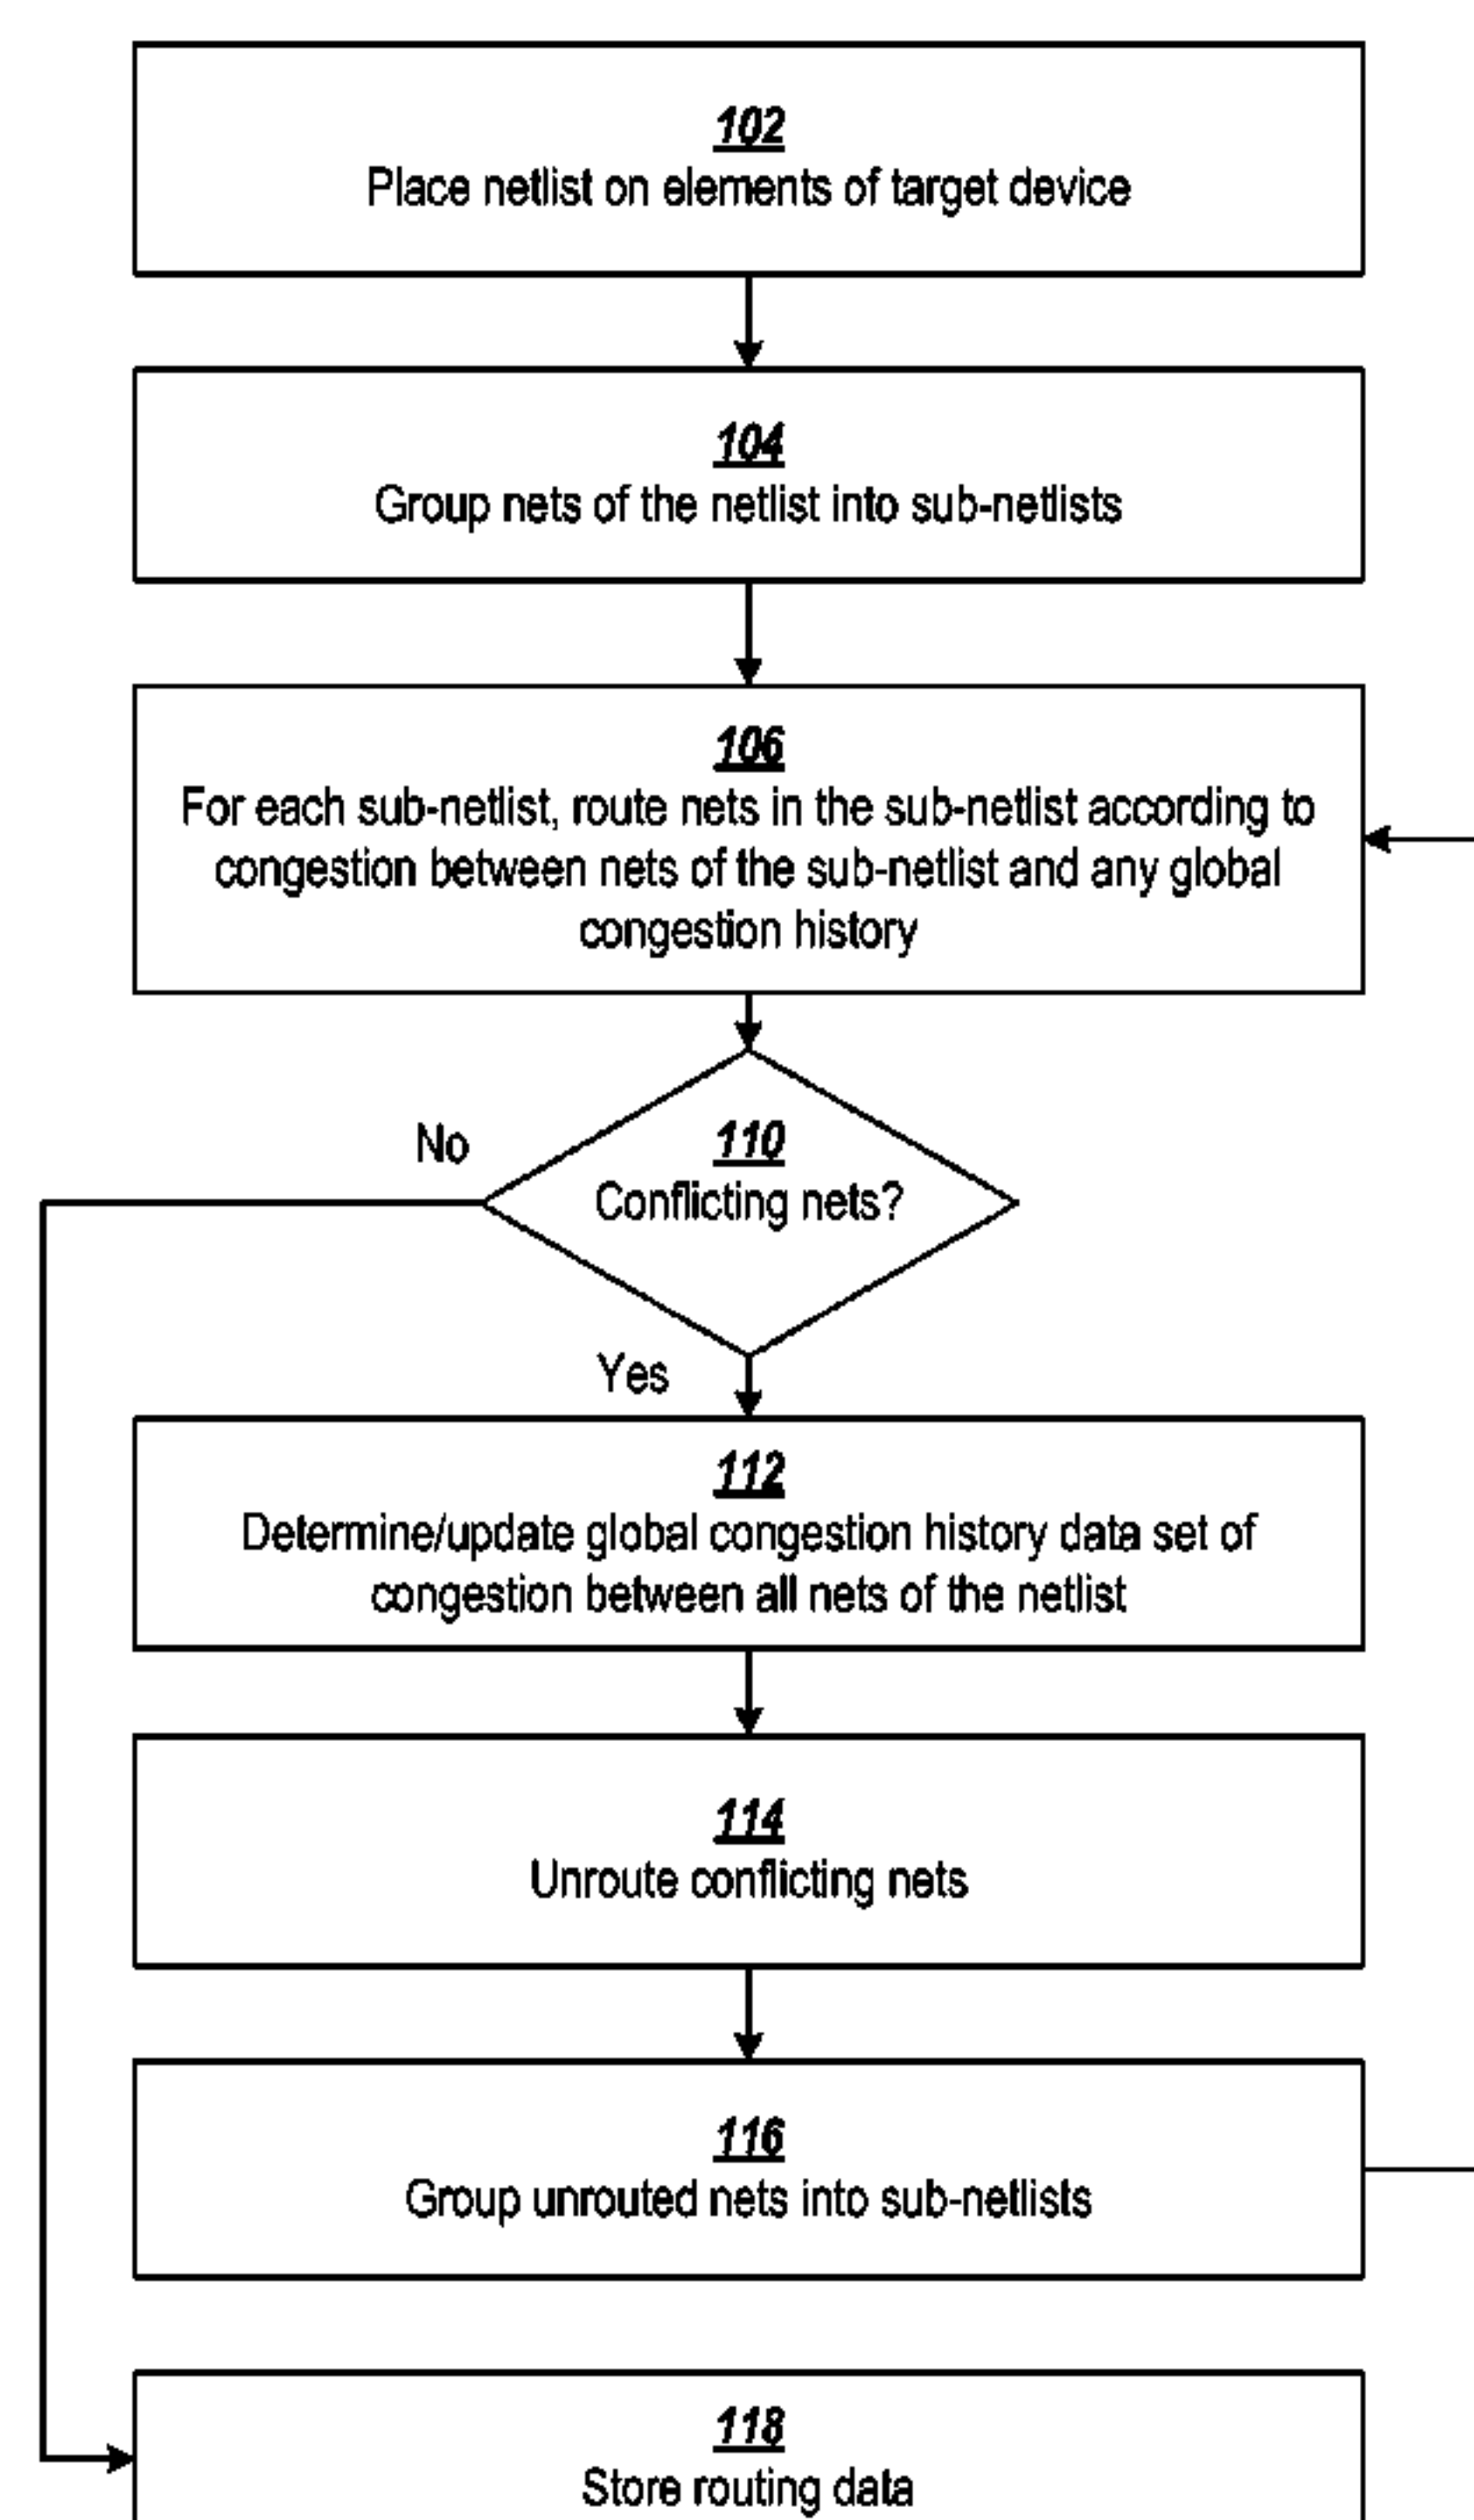 102
Place netlist on elements of target device
104
Group nets of the netlist into sub-netlists
106
For each sub-netlist, route nets in the sub-netlist according to
congestion between nets of the sub-netlist and any global
congestion history
No
110
Conflicting nets?
Yes
112
Determine/update global congestion history data set of
congestion between all nets of the netlist
114
Unroute conflicting nets
116
Group unrouted nets into sub-netlists
118
Store routing data